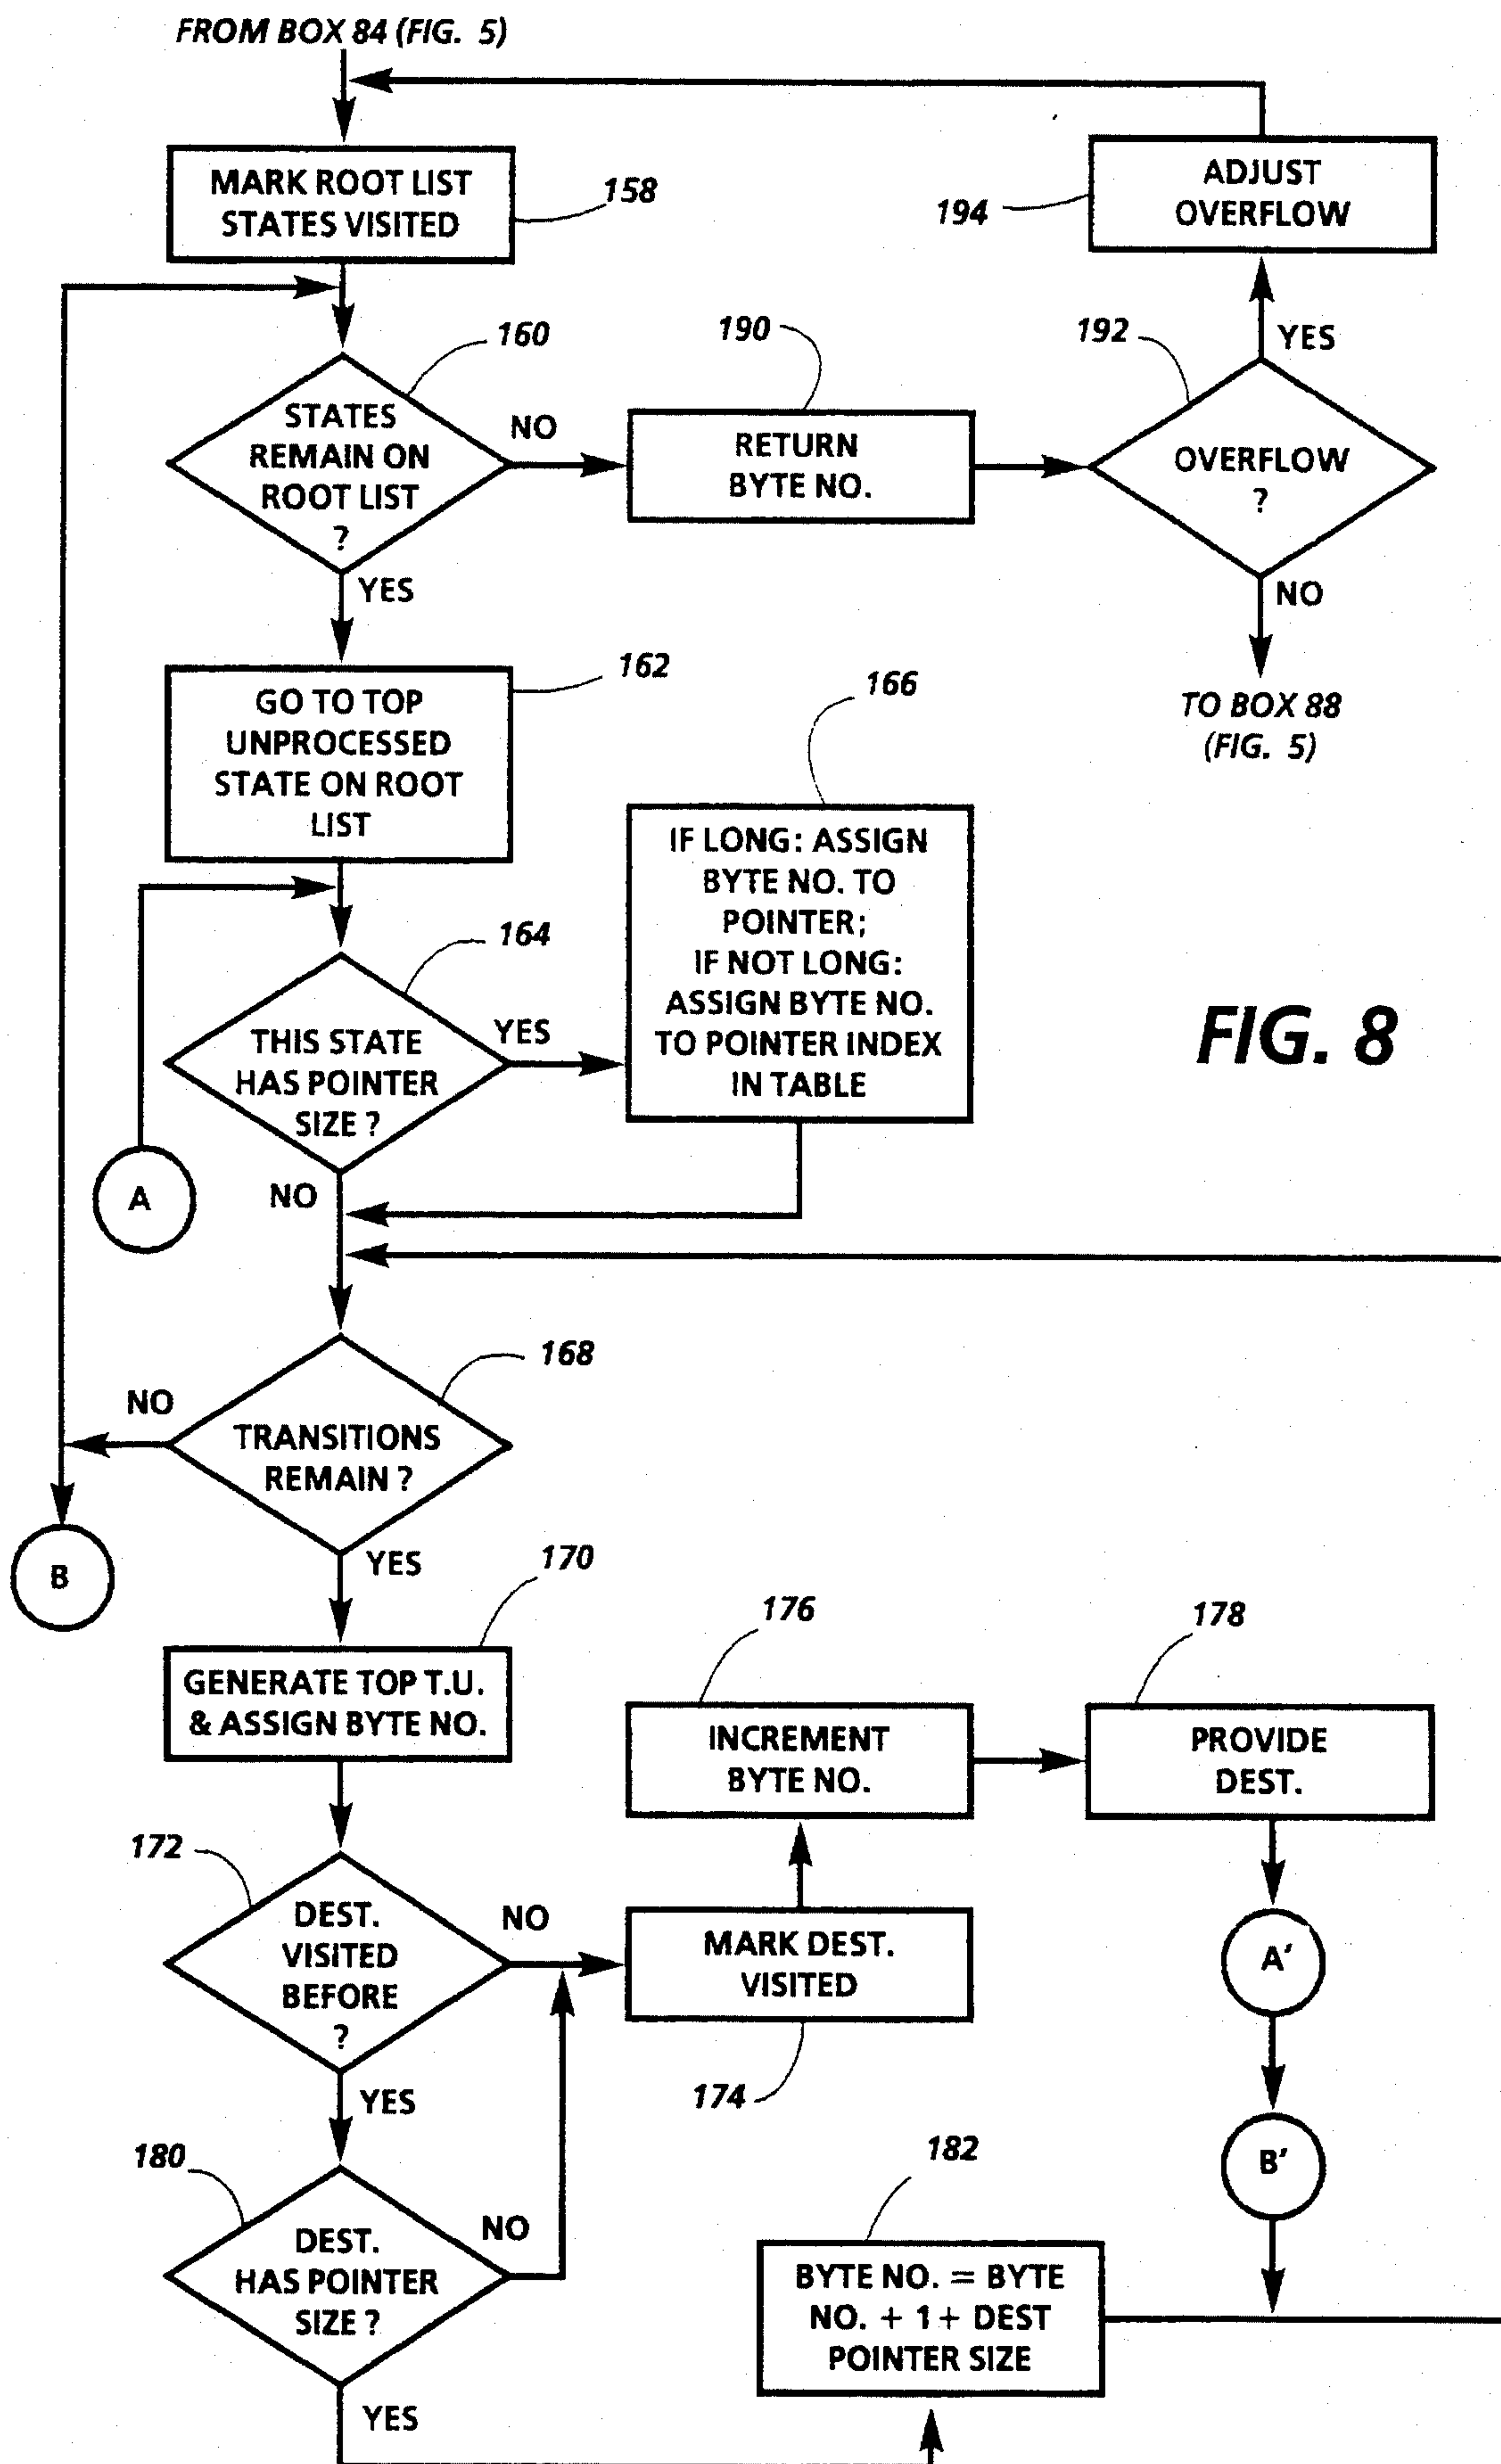 FROM BOX 84 (FIG. 5)
MARK ROOT LIST
STATES VISITED
158
ADJUST
OVERFLOW
194
160
STATES
REMAIN ON
ROOT LIST
?
NO
YES
190
RETURN
BYTE NO.
192
OVERFLOW
?
YES
NO
TO BOX 88
(FIG. 5)
162
GO TO TOP
UNPROCESSED
STATE ON ROOT
LIST
166
IF LONG: ASSIGN
BYTE NO. TO
POINTER;
IF NOT LONG:
ASSIGN BYTE NO.
TO POINTER INDEX
IN TABLE
164
THIS STATE
HAS POINTER
SIZE ?
YES
NO
FIG. 8
A
168
TRANSITIONS
REMAIN ?
NO
YES
B
170
GENERATE TOP T.U.
& ASSIGN BYTE NO.
176
INCREMENT
BYTE NO.
178
PROVIDE
DEST.
172
DEST.
VISITED
BEFORE
?
NO
YES
MARK DEST.
VISITED
174
A'
B'
180
DEST.
HAS POINTER
SIZE ?
NO
YES
182
BYTE NO. = BYTE
NO. + 1 + DEST
POINTER SIZE